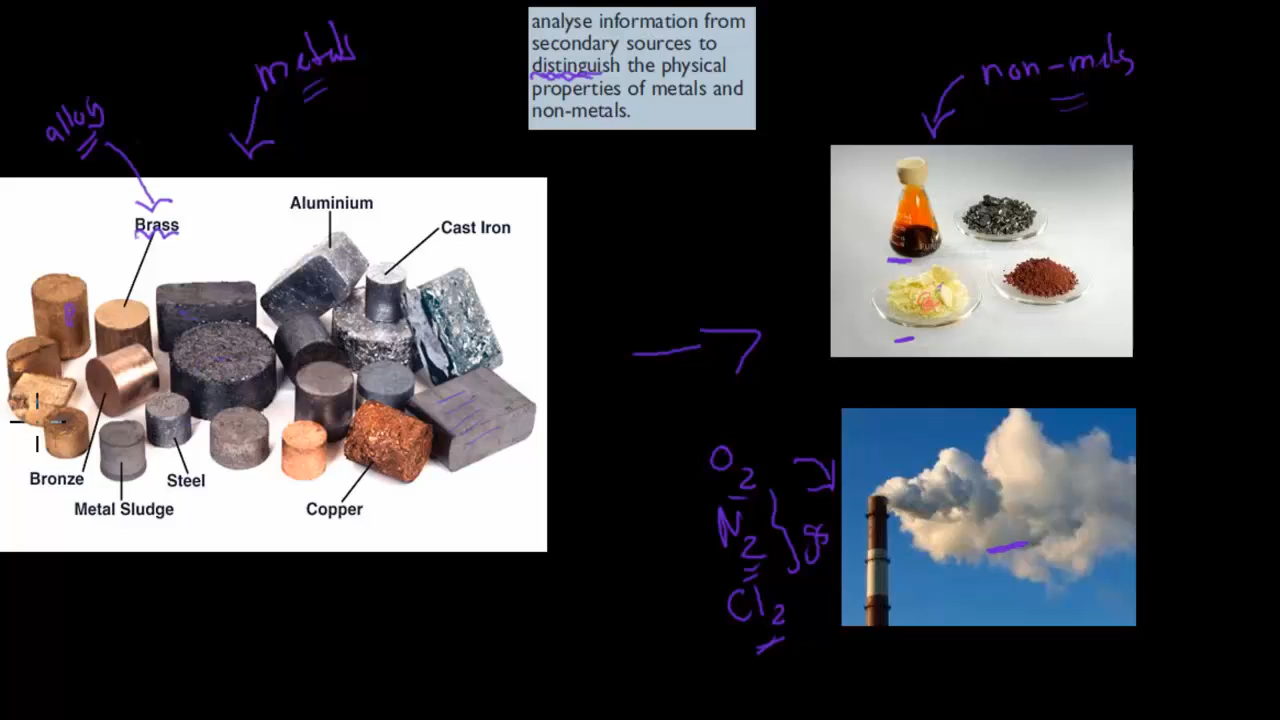 analyse information from
secondary sources to
distinguish the physical
properties of metals and
non-metals.
metals
non-metls
alloy
Brass
Aluminium
Cast Iron
Bronze
Steel
Metal Sludge
Copper
O2
N2
Cl2